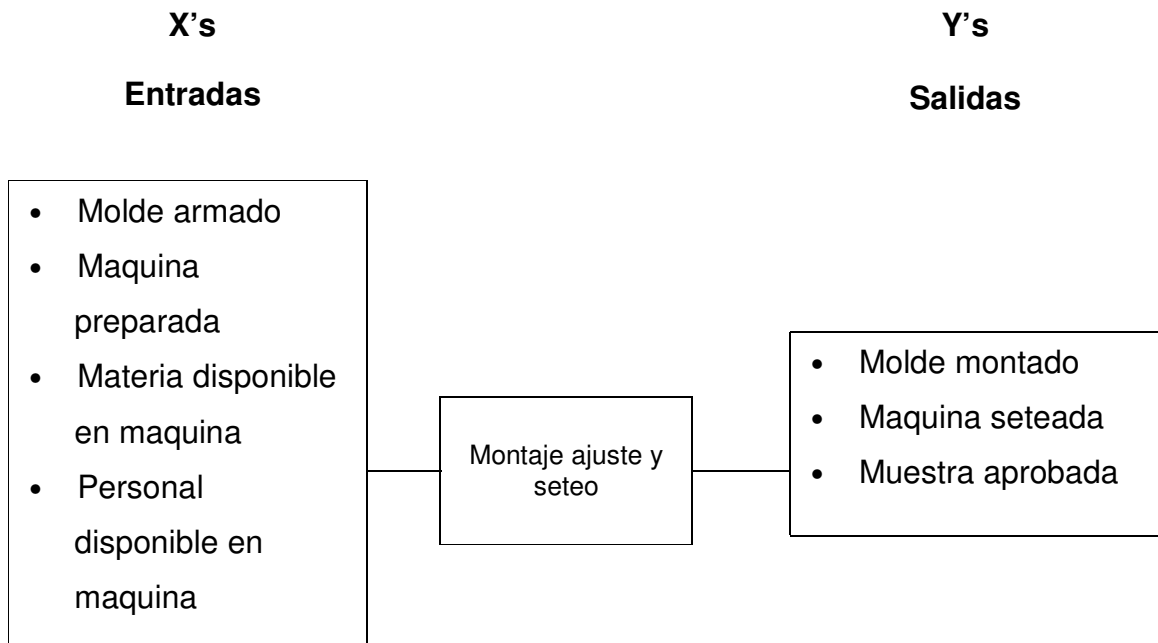 X's
Entradas
• Molde armado
• Maquina
preparada
• Materia disponible
en maquina
• Personal
disponible en
maquina
Montaje ajuste y
seteo
Y's
Salidas
• Molde montado
• Maquina seteada
• Muestra aprobada